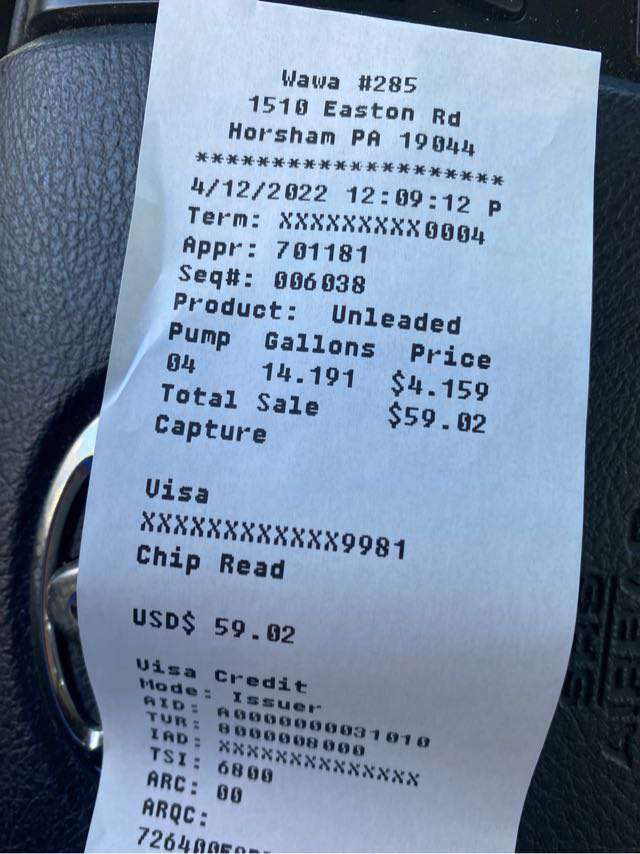 Wawa #285
1510 Easton Rd
Horsham PA 19044
********************
4/12/2022 12:09:12 P
Term: XXXXXXXXX0004
Appr: 701181
Seq#: 006038
Product: Unleaded
Pump Gallons Price
04 14.191 $4.159
Total Sale $59.02
Capture
Visa
XXXXXXXXXXXX9981
Chip Read
USD$ 59.02
Visa Credit
Mode: Issuer
AID: A0000000031010
TVR: 8000008000
IAD: XXXXXXXXXXXXXX
TSI: 6800
ARC: 00
ARQC: